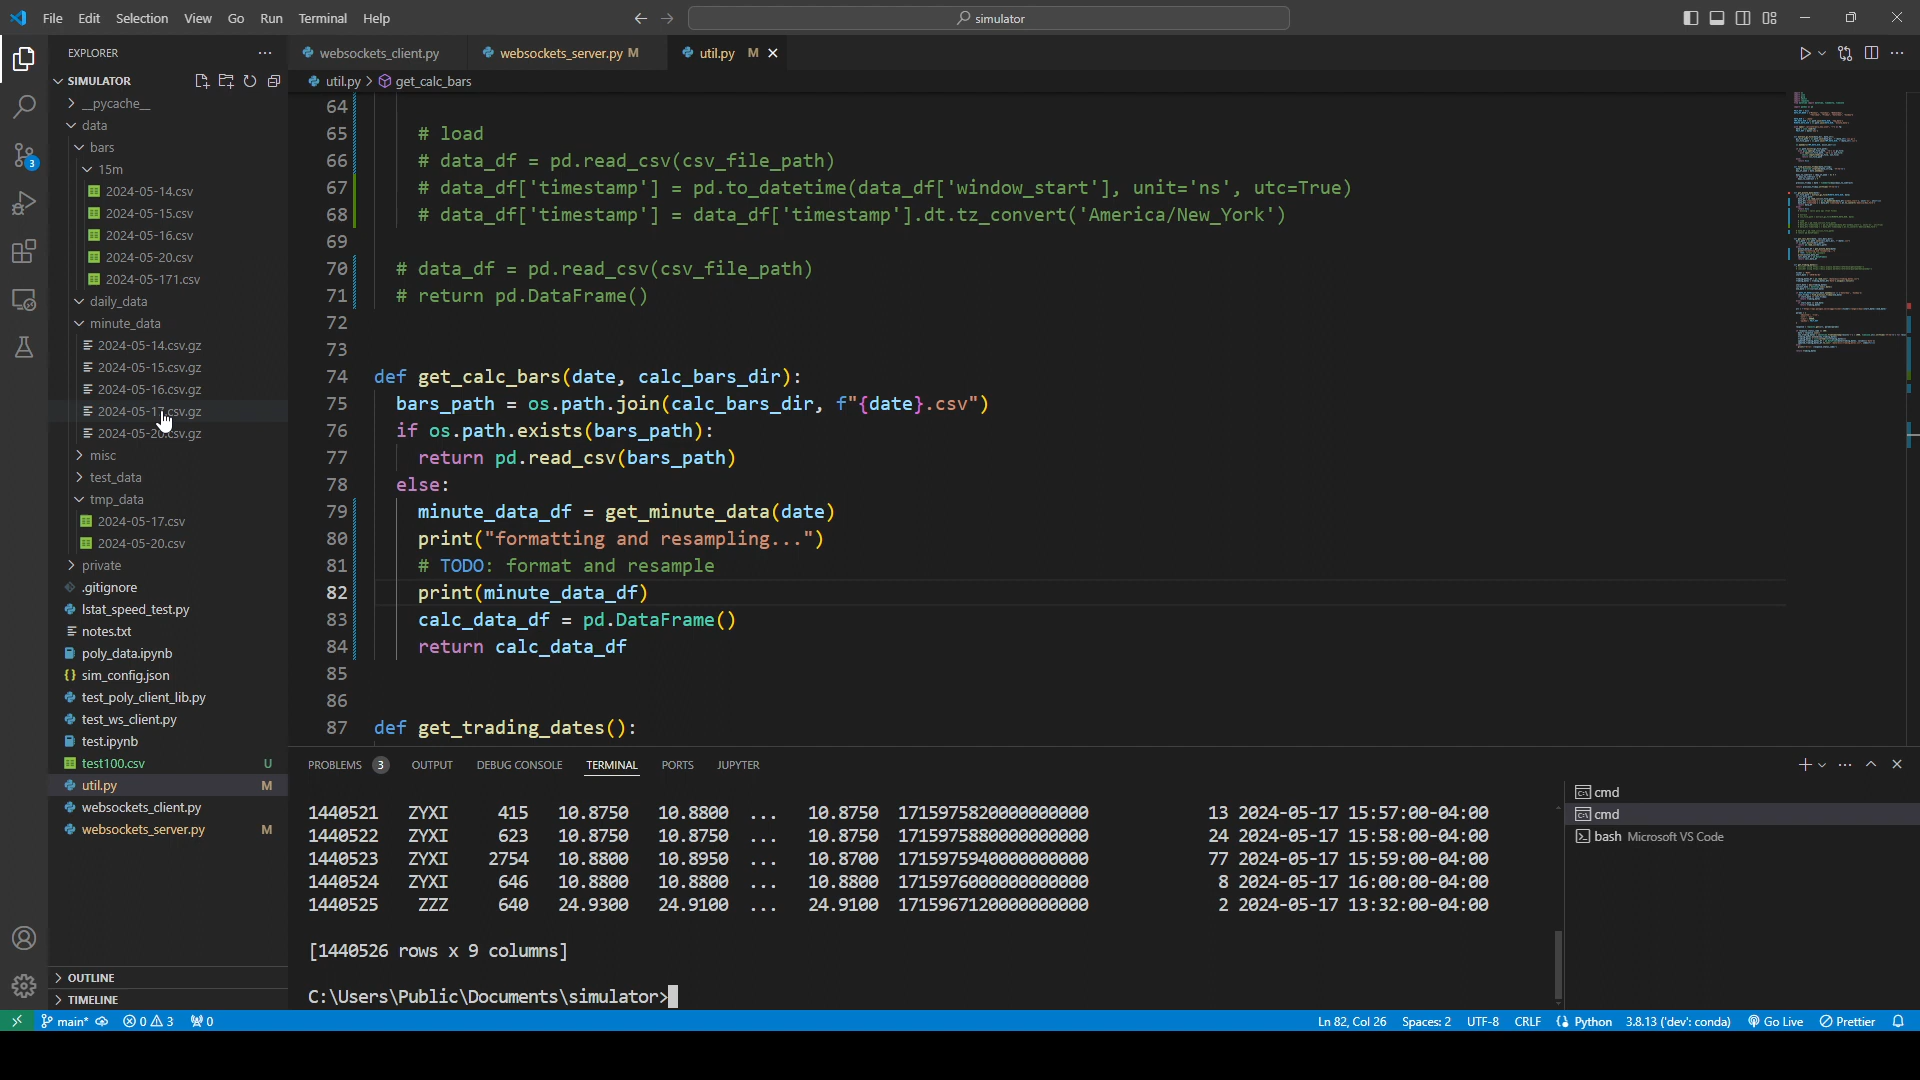 File Edit Selection View Go Run Terminal Help
simulator
EXPLORER
websockets_client.py
websockets_server.py M
util.py M
SIMULATOR
util.py > get_calc_bars
__pycache__
data
bars
15m
2024-05-14.csv
2024-05-15.csv
2024-05-16.csv
2024-05-20.csv
2024-05-171.csv
daily_data
minute_data
2024-05-14.csv.gz
2024-05-15.csv.gz
2024-05-16.csv.gz
2024-05-17.csv.gz
2024-05-20.csv.gz
misc
test_data
tmp_data
2024-05-17.csv
2024-05-20.csv
private
.gitignore
lstat_speed_test.py
notes.txt
poly_data.ipynb
sim_config.json
test_poly_client_lib.py
test_ws_client.py
test.ipynb
test100.csv U
util.py M
websockets_client.py
websockets_server.py M
OUTLINE
TIMELINE
64
65 # load
66 # data_df = pd.read_csv(csv_file_path)
67 # data_df['timestamp'] = pd.to_datetime(data_df['window_start'], unit='ns', utc=True)
68 # data_df['timestamp'] = data_df['timestamp'].dt.tz_convert('America/New_York')
69
70 # data_df = pd.read_csv(csv_file_path)
71 # return pd.DataFrame()
72
73
74 def get_calc_bars(date, calc_bars_dir):
75 bars_path = os.path.join(calc_bars_dir, f"{date}.csv")
76 if os.path.exists(bars_path):
77 return pd.read_csv(bars_path)
78 else:
79 minute_data_df = get_minute_data(date)
80 print("formatting and resampling...")
81 # TODO: format and resample
82 print(minute_data_df)
83 calc_data_df = pd.DataFrame()
84 return calc_data_df
85
86
87 def get_trading_dates():
PROBLEMS 3 OUTPUT DEBUG CONSOLE TERMINAL PORTS JUPYTER
1440521 ZYXI 415 10.8750 10.8800 ... 10.8750 1715975820000000000 13 2024-05-17 15:57:00-04:00
1440522 ZYXI 623 10.8750 10.8750 ... 10.8750 1715975880000000000 24 2024-05-17 15:58:00-04:00
1440523 ZYXI 2754 10.8800 10.8950 ... 10.8700 1715975940000000000 77 2024-05-17 15:59:00-04:00
1440524 ZYXI 646 10.8800 10.8800 ... 10.8800 1715976000000000000 8 2024-05-17 16:00:00-04:00
1440525 ZZZ 640 24.9300 24.9100 ... 24.9100 1715967120000000000 2 2024-05-17 13:32:00-04:00
[1440526 rows x 9 columns]
C:\Users\Public\Documents\simulator>
cmd
cmd
bash Microsoft VS Code
3
main* 0 3 0
Ln 82, Col 26 Spaces: 2 UTF-8 CRLF Python 3.8.13 ('dev': conda) Go Live Prettier